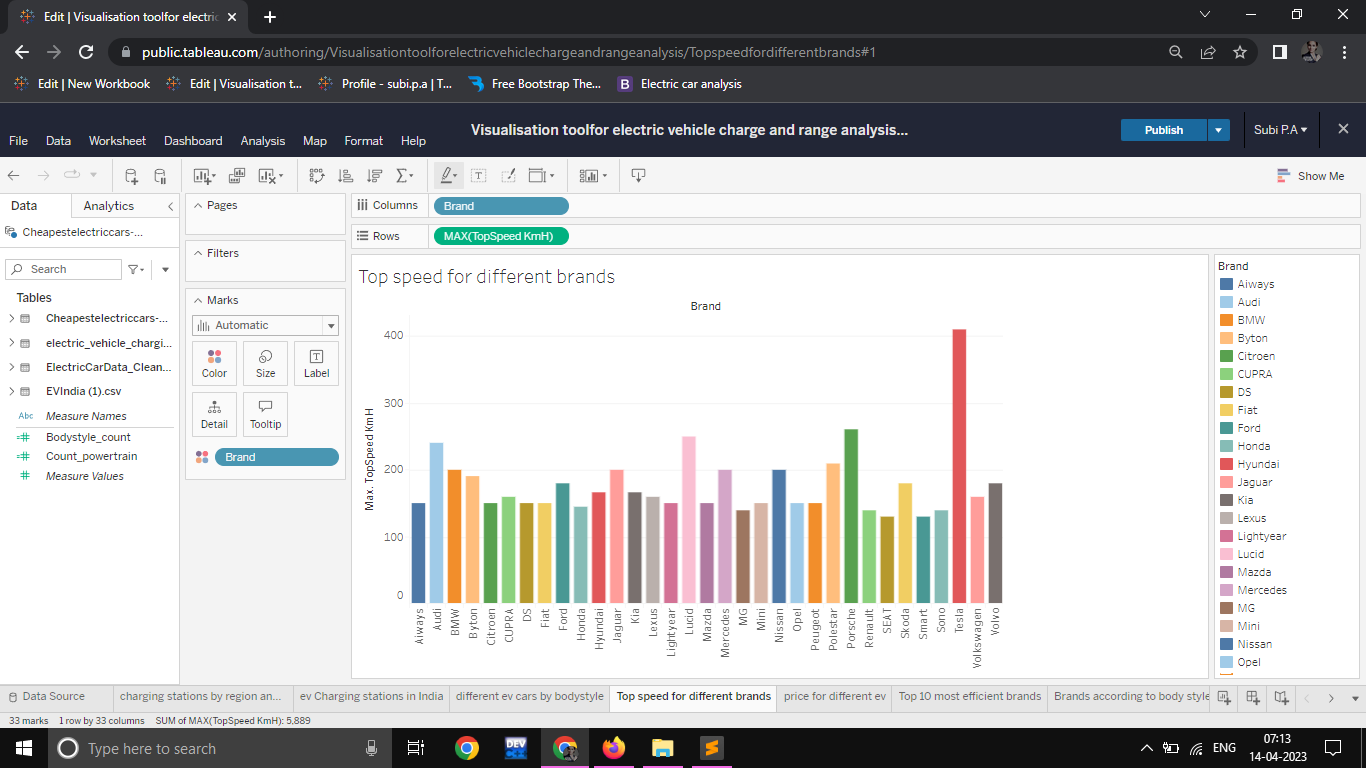 Edit | Visualisation toolfor electric
public.tableau.com/authoring/Visualisationtoolforelectricvehiclechargeandrangeanalysis/Topspeedfordifferentbrands#1
Edit | New Workbook
Edit | Visualisation t...
Profile - subi.p.a | T...
Free Bootstrap The...
B
Electric car analysis
Visualisation toolfor electric vehicle charge and range analysis...
Publish
Subi P.A
File Data Worksheet Dashboard Analysis Map Format Help
Show Me
Data
Analytics
Cheapestelectriccars-...
Search
Tables
Cheapestelectriccars-...
electric_vehicle_chargi...
ElectricCarData_Clean...
EVIndia (1).csv
Abc Measure Names
Bodystyle_count
Count_powertrain
Measure Values
Pages
Filters
Marks
Automatic
Color
Size
Label
Detail
Tooltip
Brand
Columns
Brand
Rows
MAX(TopSpeed KmH)
Top speed for different brands
Brand
Max. TopSpeed KmH
400
300
200
100
0
Aiways
Audi
BMW
Byton
Citroen
CUPRA
DS
Fiat
Ford
Honda
Hyundai
Jaguar
Kia
Lexus
Lightyear
Lucid
Mazda
Mercedes
MG
Mini
Nissan
Opel
Peugeot
Polestar
Porsche
Renault
SEAT
Skoda
Smart
Sono
Tesla
Volkswagen
Volvo
Brand
Aiways
Audi
BMW
Byton
Citroen
CUPRA
DS
Fiat
Ford
Honda
Hyundai
Jaguar
Kia
Lexus
Lightyear
Lucid
Mazda
Mercedes
MG
Mini
Nissan
Opel
Data Source
charging stations by region an...
ev Charging stations in India
different ev cars by bodystyle
Top speed for different brands
price for different ev
Top 10 most efficient brands
Brands according to body style
33 marks 1 row by 33 columns SUM of MAX(TopSpeed KmH): 5,889
Type here to search
DEV
ENG
07:13
14-04-2023